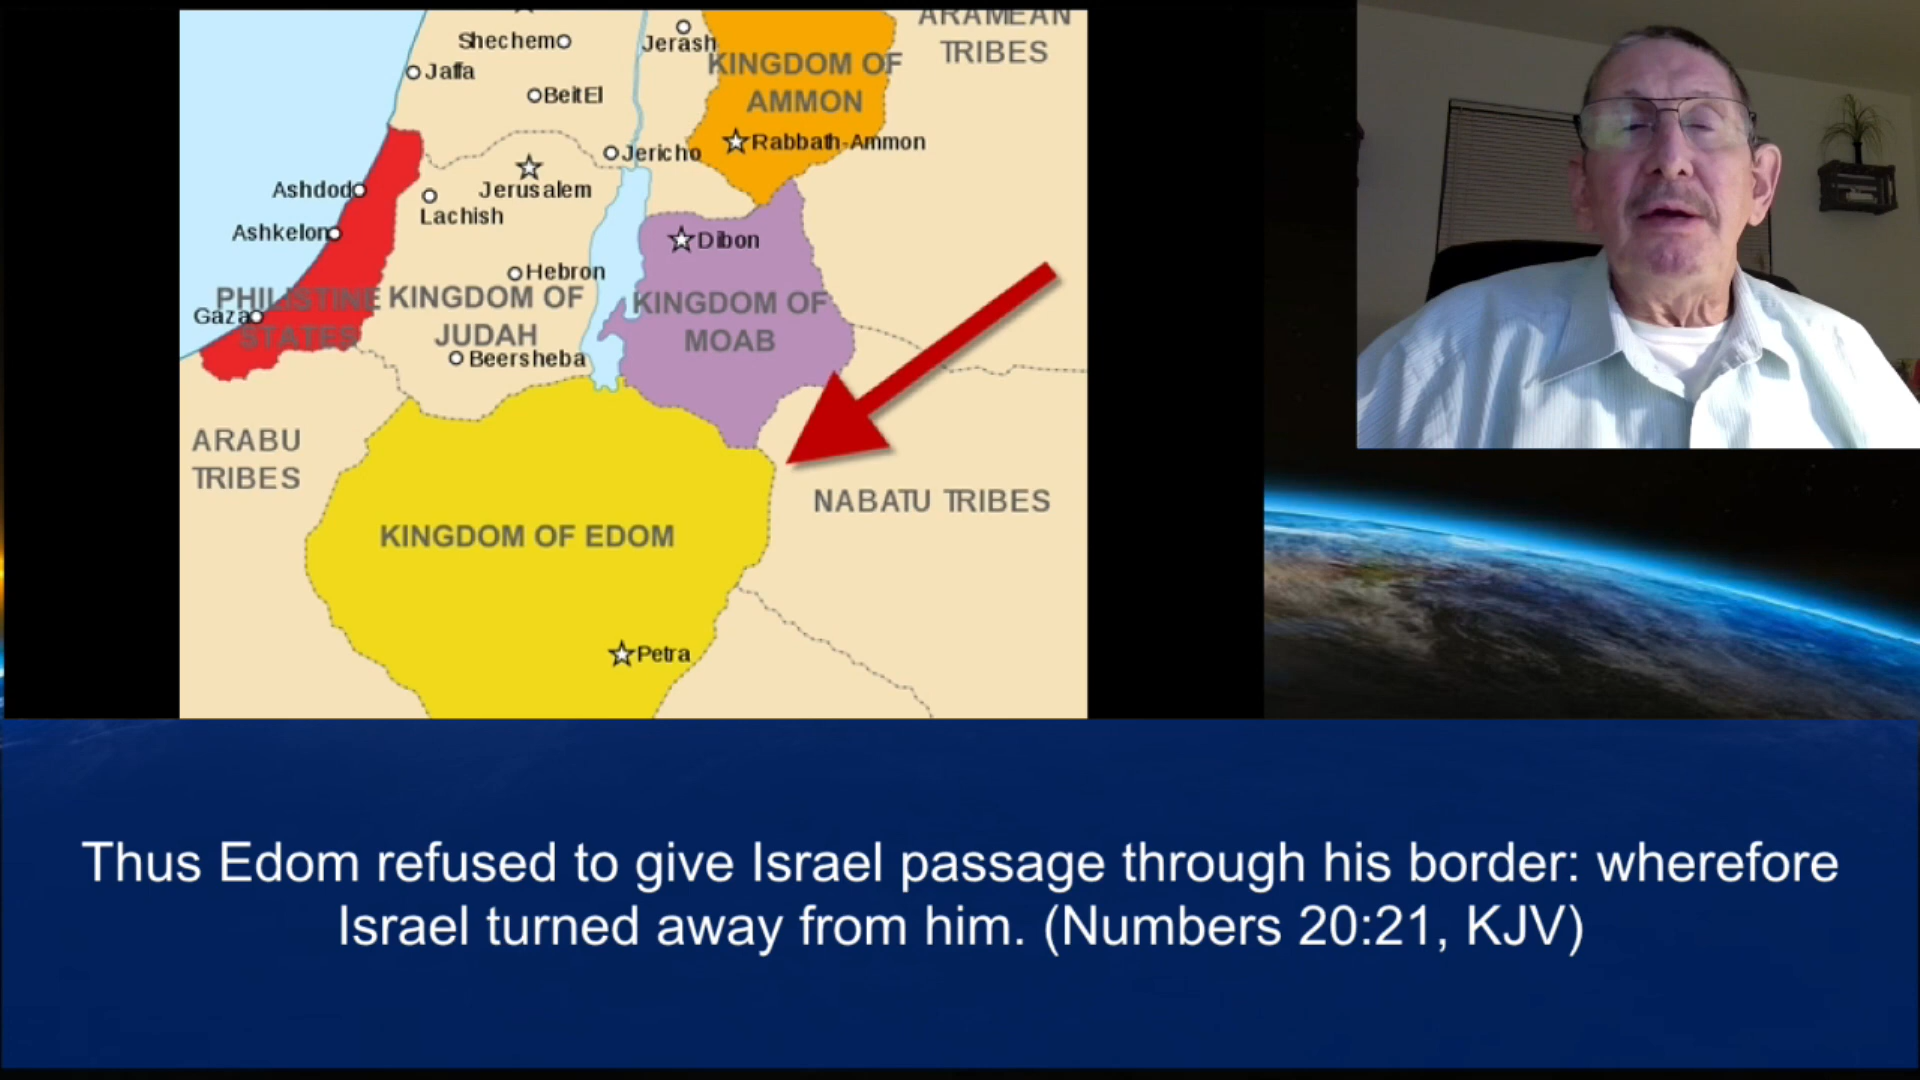 ARAMEAN
TRIBES
Shechem
Jerash
KINGDOM OF
AMMON
Jaffa
BeitEl
Rabbath-Ammon
Jericho
Jerusalem
Ashdod
Lachish
Ashkelon
Dibon
Hebron
PHILISTINE
STATES
Gaza
KINGDOM OF
JUDAH
KINGDOM OF
MOAB
Beersheba
ARABU
TRIBES
NABATU TRIBES
KINGDOM OF EDOM
Petra
Thus Edom refused to give Israel passage through his border: wherefore
Israel turned away from him. (Numbers 20:21, KJV)